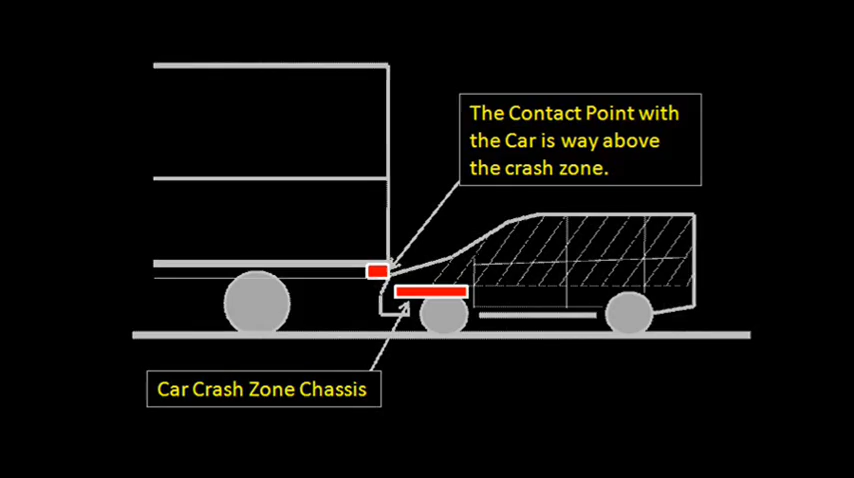 The Contact Point with
the Car is way above
the crash zone.
Car Crash Zone Chassis